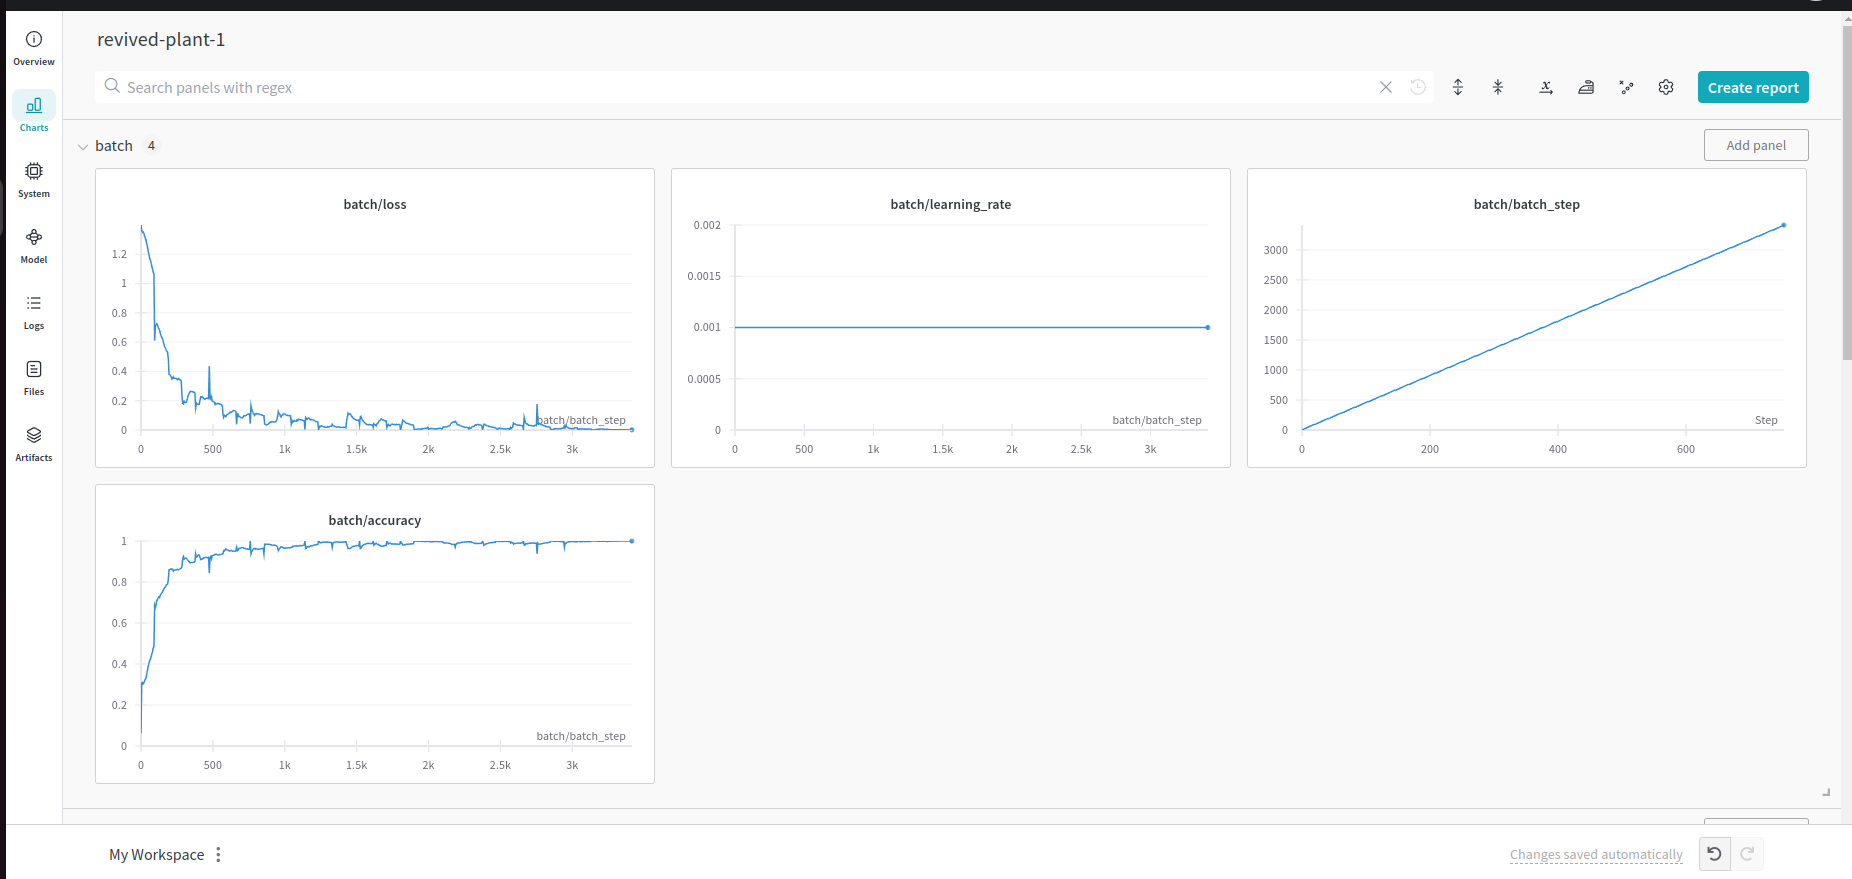 revived-plant-1
Overview
Charts
System
Model
Logs
Files
Artifacts
Search panels with regex
Create report
batch 4
Add panel
batch/loss
1.2
1
0.8
0.6
0.4
0.2
0
batch/batch_step
0 500 1k 1.5k 2k 2.5k 3k
batch/learning_rate
0.002
0.0015
0.001
0.0005
0
batch/batch_step
0 500 1k 1.5k 2k 2.5k 3k
batch/batch_step
3000
2500
2000
1500
1000
500
0
Step
0 200 400 600
batch/accuracy
1
0.8
0.6
0.4
0.2
0
batch/batch_step
0 500 1k 1.5k 2k 2.5k 3k
My Workspace
Changes saved automatically